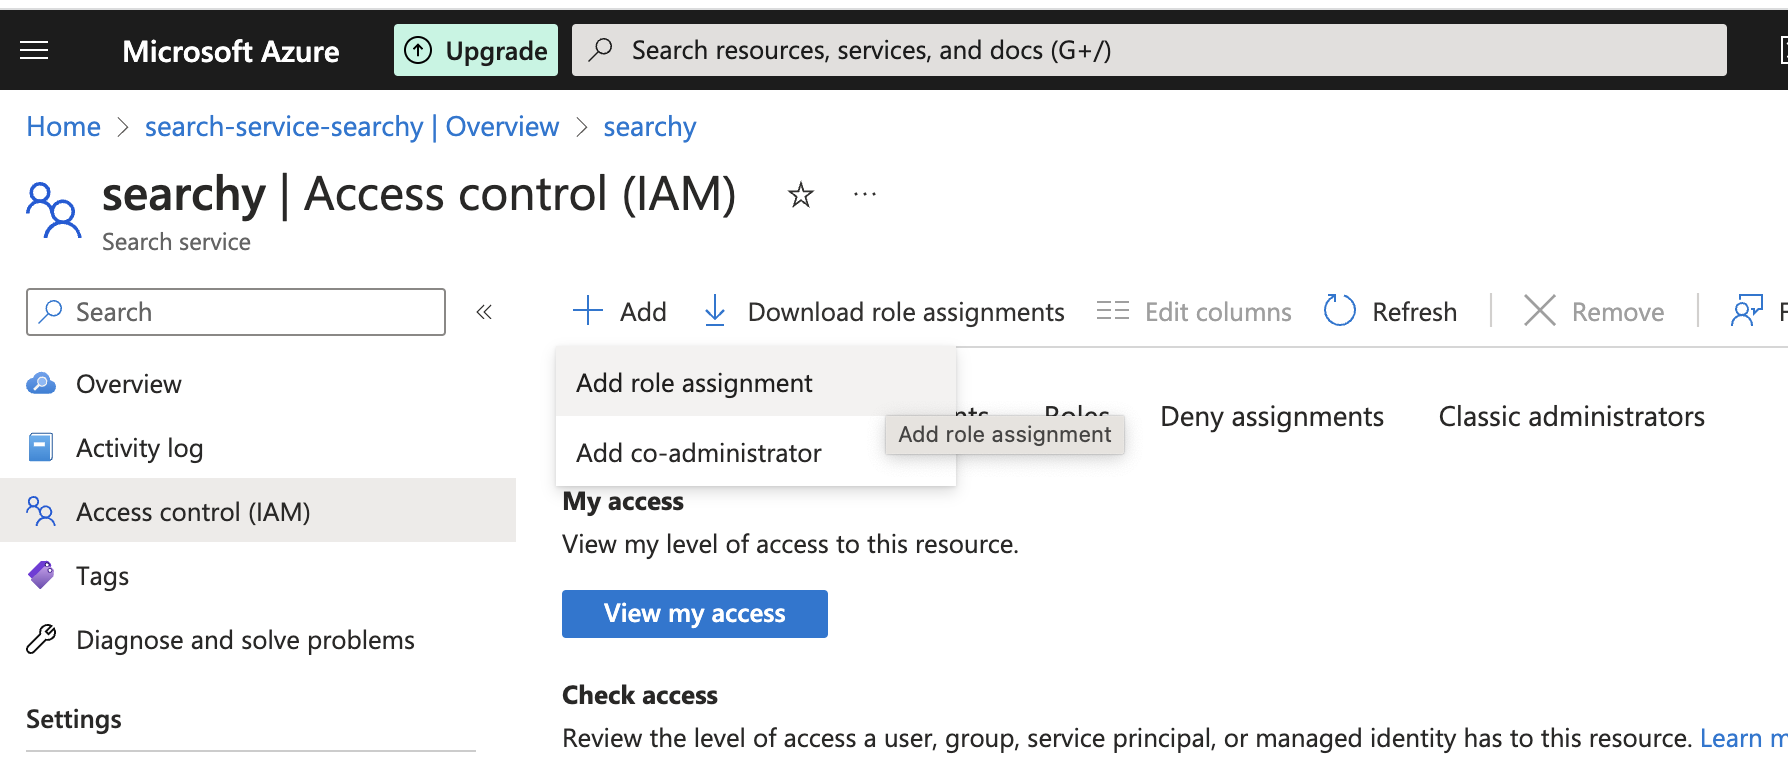 Microsoft Azure
Upgrade
Search resources, services, and docs (G+/)
Home > search-service-searchy | Overview > searchy
searchy | Access control (IAM)
Search service
Search
Add
Download role assignments
Edit columns
Refresh
Remove
Overview
Activity log
Access control (IAM)
Tags
Diagnose and solve problems
Settings
Add role assignment
Add co-administrator
Roles
Deny assignments
Classic administrators
Add role assignment
My access
View my level of access to this resource.
View my access
Check access
Review the level of access a user, group, service principal, or managed identity has to this resource. Learn